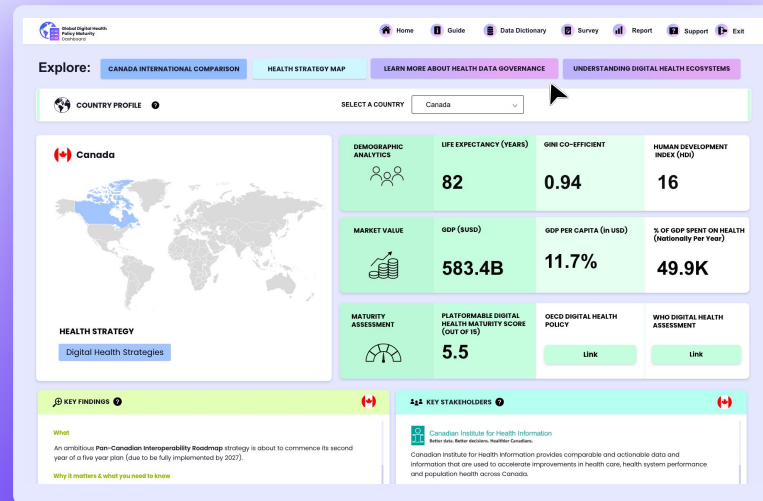 Global Digital Health
Policy Maturity
Dashboard
Home
Guide
Data Dictionary
Survey
Report
Support
Exit
Explore:
CANADA INTERNATIONAL COMPARISON
HEALTH STRATEGY MAP
LEARN MORE ABOUT HEALTH DATA GOVERNANCE
UNDERSTANDING DIGITAL HEALTH ECOSYSTEMS
COUNTRY PROFILE ?
SELECT A COUNTRY
Canada
Canada
HEALTH STRATEGY
Digital Health Strategies
DEMOGRAPHIC
ANALYTICS
LIFE EXPECTANCY (YEARS)
82
GINI CO-EFFICIENT
0.94
HUMAN DEVELOPMENT
INDEX (HDI)
16
MARKET VALUE
GDP ($USD)
583.4B
GDP PER CAPITA (in USD)
11.7%
% OF GDP SPENT ON HEALTH
(Nationally Per Year)
49.9K
MATURITY
ASSESSMENT
PLATFORMABLE DIGITAL
HEALTH MATURITY SCORE
(OUT OF 15)
5.5
OECD DIGITAL HEALTH
POLICY
Link
WHO DIGITAL HEALTH
ASSESSMENT
Link
KEY FINDINGS ?
What
An ambitious Pan-Canadian Interoperability Roadmap strategy is about to commence its second
year of a five year plan (due to be fully implemented by 2027).
Why it matters & what you need to know
KEY STAKEHOLDERS ?
Canadian Institute for Health Information
Better data. Better decisions. Healthier Canadians.
Canadian Institute for Health Information provides comparable and actionable data and
information that are used to accelerate improvements in health care, health system performance
and population health across Canada.